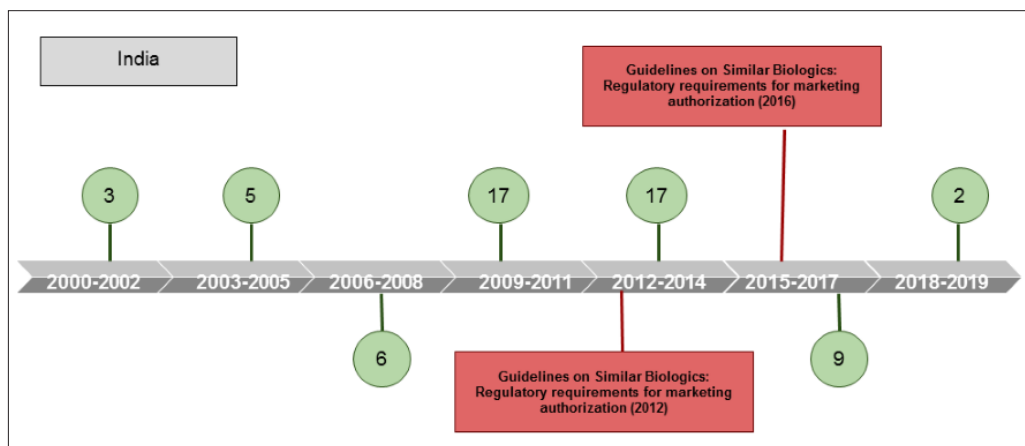 India
Guidelines on Similar Biologics:
Regulatory requirements for marketing
authorization (2016)
3
5
17
17
2
2000-2002
2003-2005
2006-2008
2009-2011
2012-2014
2015-2017
2018-2019
6
9
Guidelines on Similar Biologics:
Regulatory requirements for marketing
authorization (2012)